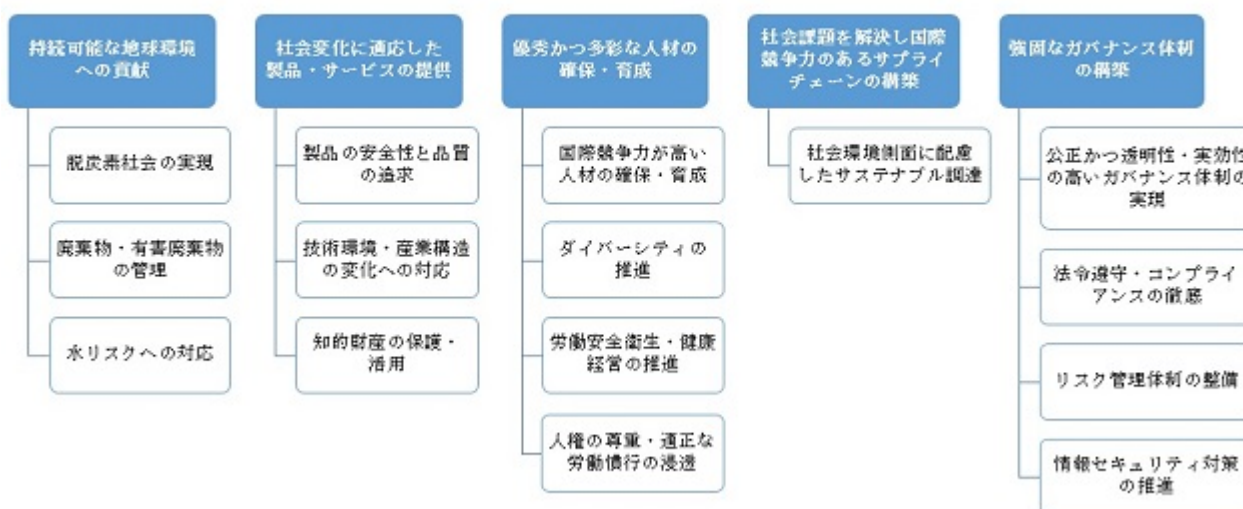 持続可能な地球環境
への貢献
脱炭素社会の実現
廃棄物・有害廃棄物
の管理
水リスクへの対応
社会変化に適応した
製品・サービスの提供
製品の安全性と品質
の追求
技術環境・産業構造
の変化への対応
知的財産の保護・
活用
優秀かつ多彩な人材の
確保・育成
国際競争力が高い
人材の確保・育成
ダイバーシティの
推進
労働安全衛生・健康
経営の推進
人権の尊重・適正な
労働慣行の浸透
社会課題を解決し国際
競争力のあるサプライ
チェーンの構築
社会環境側面に配慮
したサステナブル調達
強固なガバナンス体制
の構築
公正かつ透明性・実効性
の高いガバナンス体制の
実現
法令遵守・コンプライ
アンスの徹底
リスク管理体制の整備
情報セキュリティ対策
の推進